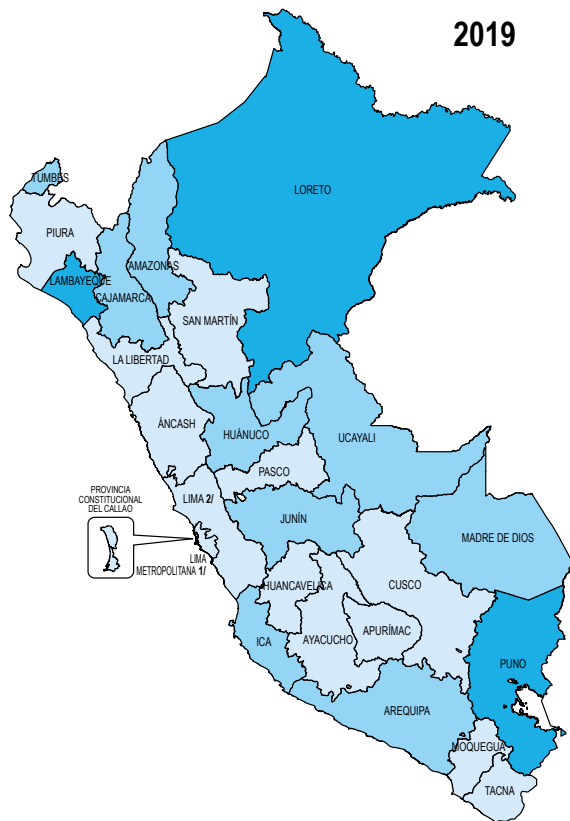 2019
LORETO
TUMBES
PIURA
AMAZONAS
LAMBAYEQUE
CAJAMARCA
SAN MARTÍN
LA LIBERTAD
ÁNCASH
HUÁNUCO
UCAYALI
PASCO
PROVINCIA
CONSTITUCIONAL
DEL CALLAO
LIMA 2/
JUNÍN
MADRE DE DIOS
LIMA
METROPOLITANA 1/
HUANCAVELICA
CUSCO
ICA
AYACUCHO
APURÍMAC
PUNO
AREQUIPA
MOQUEGUA
TACNA